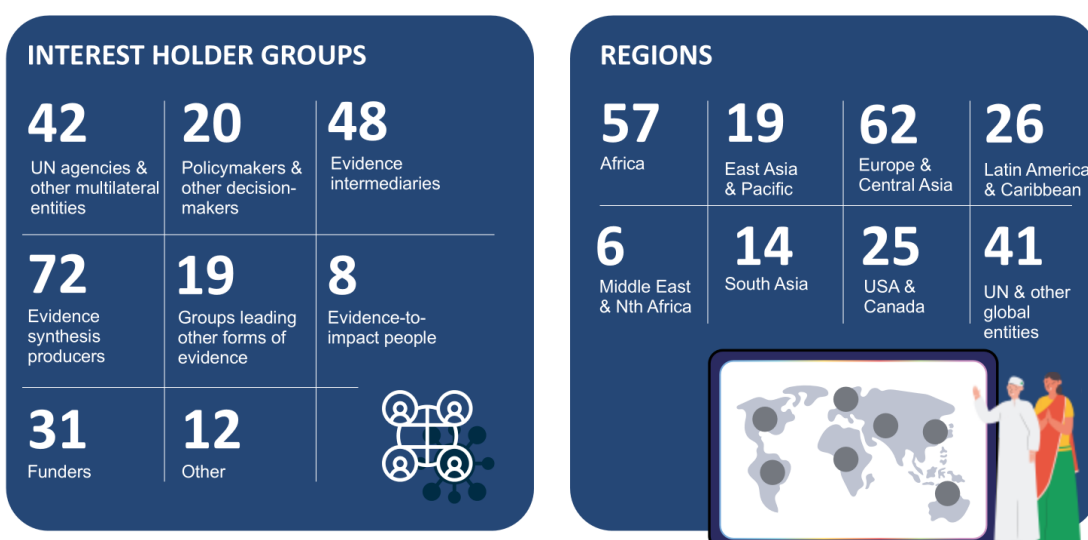 INTEREST HOLDER GROUPS
42
UN agencies &
other multilateral
entities
20
Policymakers &
other decision-
makers
48
Evidence
intermediaries
72
Evidence
synthesis
producers
19
Groups leading
other forms of
evidence
8
Evidence-to-
impact people
31
Funders
12
Other
REGIONS
57
Africa
19
East Asia
& Pacific
62
Europe &
Central Asia
26
Latin America
& Caribbean
6
Middle East
& Nth Africa
14
South Asia
25
USA &
Canada
41
UN & other
global
entities